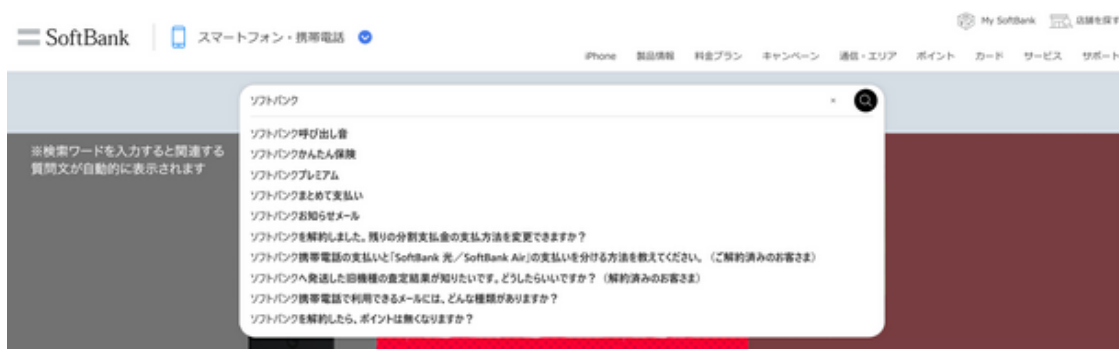 My SoftBank 店舗を探す
SoftBank スマートフォン・携帯電話
iPhone 製品情報 料金プラン キャンペーン 通信・エリア ポイント カード サービス サポート
ソフトバンク ×
※検索ワードを入力すると関連する
質問文が自動的に表示されます
ソフトバンク呼び出し音
ソフトバンクかんたん保険
ソフトバンクプレミアム
ソフトバンクまとめて支払い
ソフトバンクお知らせメール
ソフトバンクを解約しました。残りの分割支払金の支払方法を変更できますか？
ソフトバンク携帯電話の支払いと「SoftBank 光／SoftBank Air」の支払いを分ける方法を教えてください。（ご解約済みのお客さま）
ソフトバンクへ発送した旧機種の査定結果が知りたいです。どうしたらいいですか？（解約済みのお客さま）
ソフトバンク携帯電話で利用できるメールには、どんな種類がありますか？
ソフトバンクを解約したら、ポイントは無くなりますか？